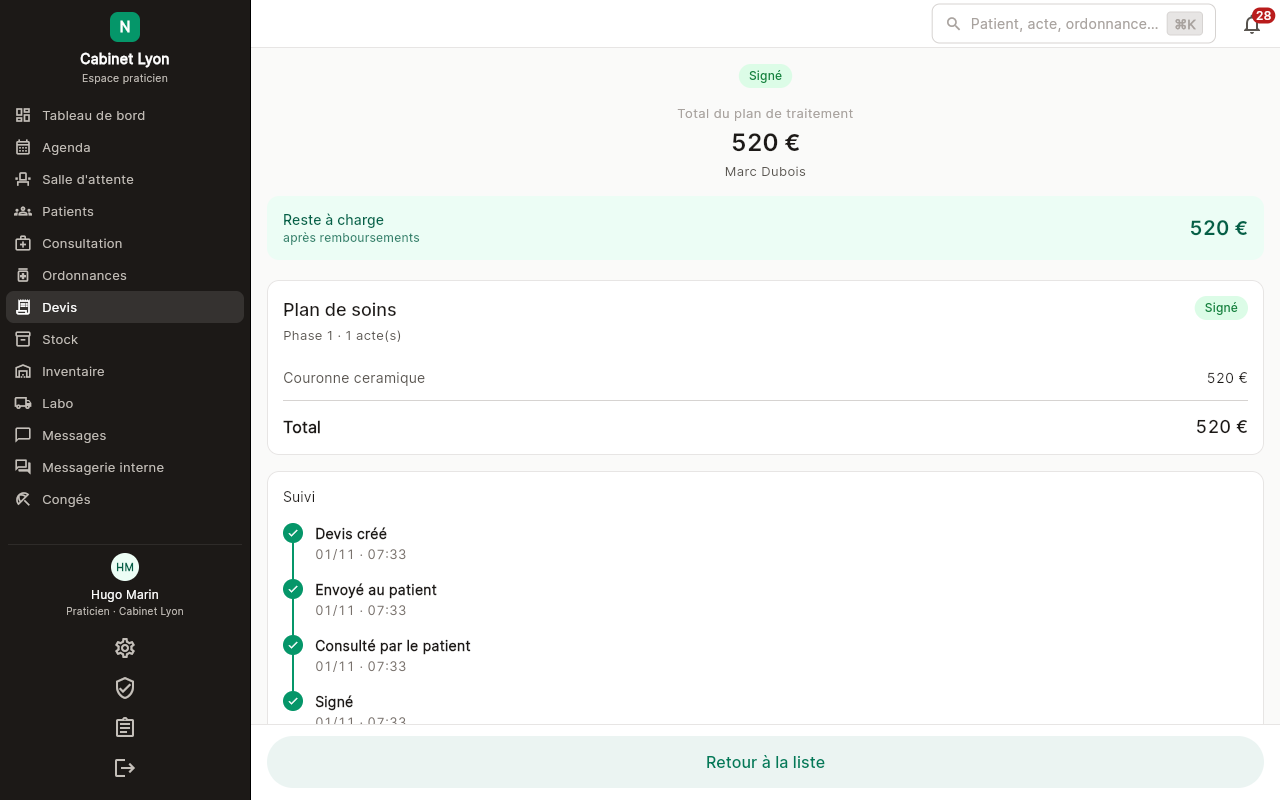 N
Cabinet Lyon
Espace praticien
Tableau de bord
Agenda
Salle d'attente
Patients
Consultation
Ordonnances
Devis
Stock
Inventaire
Labo
Messages
Messagerie interne
Congés
HM
Hugo Marin
Praticien · Cabinet Lyon
Patient, acte, ordonnance... ⌘K
28
Signé
Total du plan de traitement
520 €
Marc Dubois
Reste à charge
après remboursements
520 €
Plan de soins
Signé
Phase 1 · 1 acte(s)
Couronne ceramique 520 €
Total 520 €
Suivi
Devis créé
01/11 · 07:33
Envoyé au patient
01/11 · 07:33
Consulté par le patient
01/11 · 07:33
Signé
01/11 · 07:33
Retour à la liste